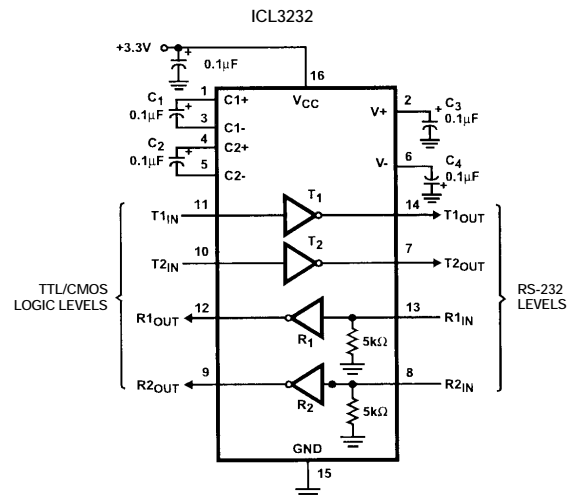 ICL3232
+3.3V
+
0.1μF
16
VCC
1
C1
+
0.1μF
C1+
3
C1-
2
V+
+
C3
0.1μF
4
C2
+
0.1μF
C2+
5
C2-
6
V-
C4
0.1μF
+
T1
T1IN
11
14
T1OUT
T2
T2IN
10
7
T2OUT
TTL/CMOS
LOGIC LEVELS
RS-232
LEVELS
R1OUT
12
13
R1IN
R1
5kΩ
R2OUT
9
8
R2IN
R2
5kΩ
GND
15